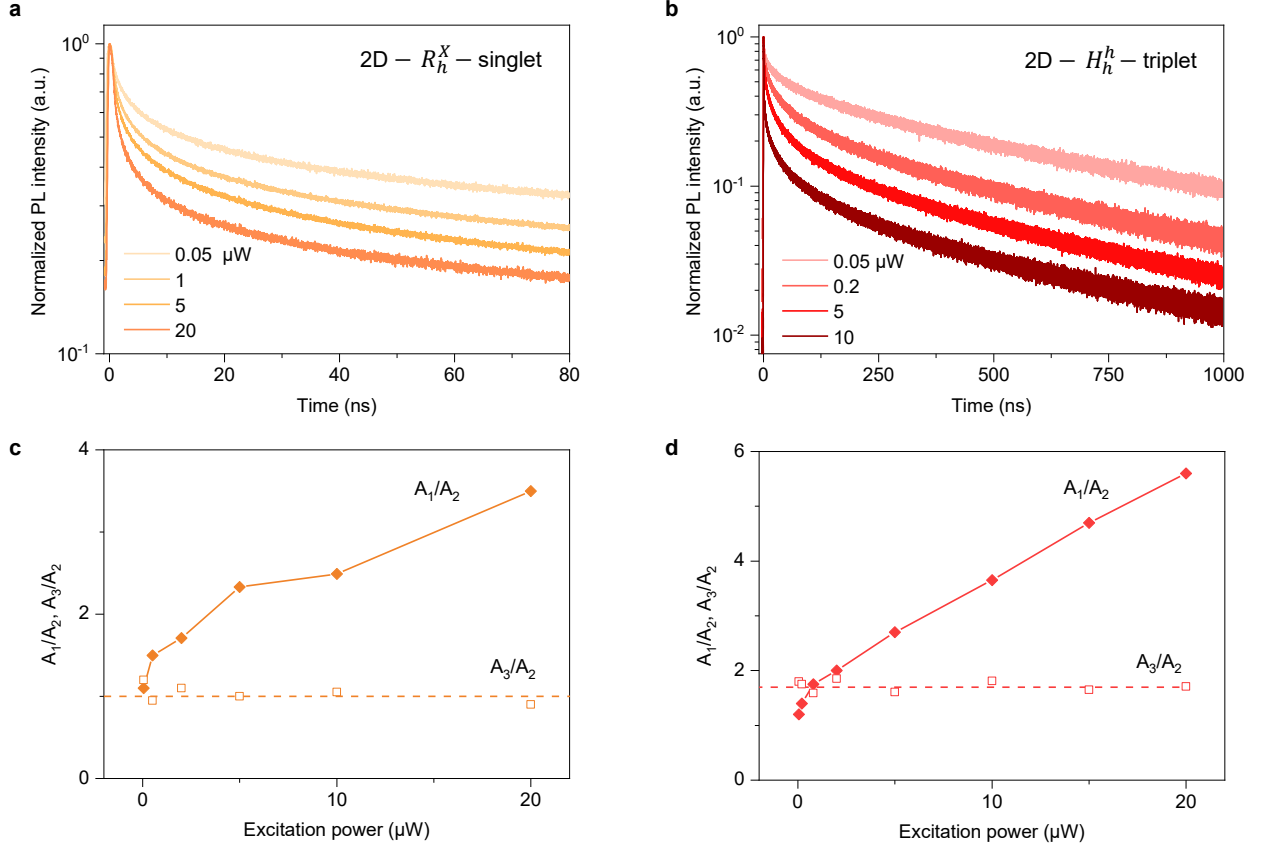 a
2D − R_h^X − singlet
Normalized PL intensity (a.u.)
10⁰
10⁻¹
0.05 µW
1
5
20
0 20 40 60 80
Time (ns)
b
2D − H_h^h − triplet
Normalized PL intensity (a.u.)
10⁰
10⁻¹
10⁻²
0.05 µW
0.2
5
10
0 250 500 750 1000
Time (ns)
c
A₁/A₂, A₃/A₂
4
2
0
A₁/A₂
A₃/A₂
0 10 20
Excitation power (µW)
d
A₁/A₂, A₃/A₂
6
4
2
0
A₁/A₂
A₃/A₂
0 10 20
Excitation power (µW)